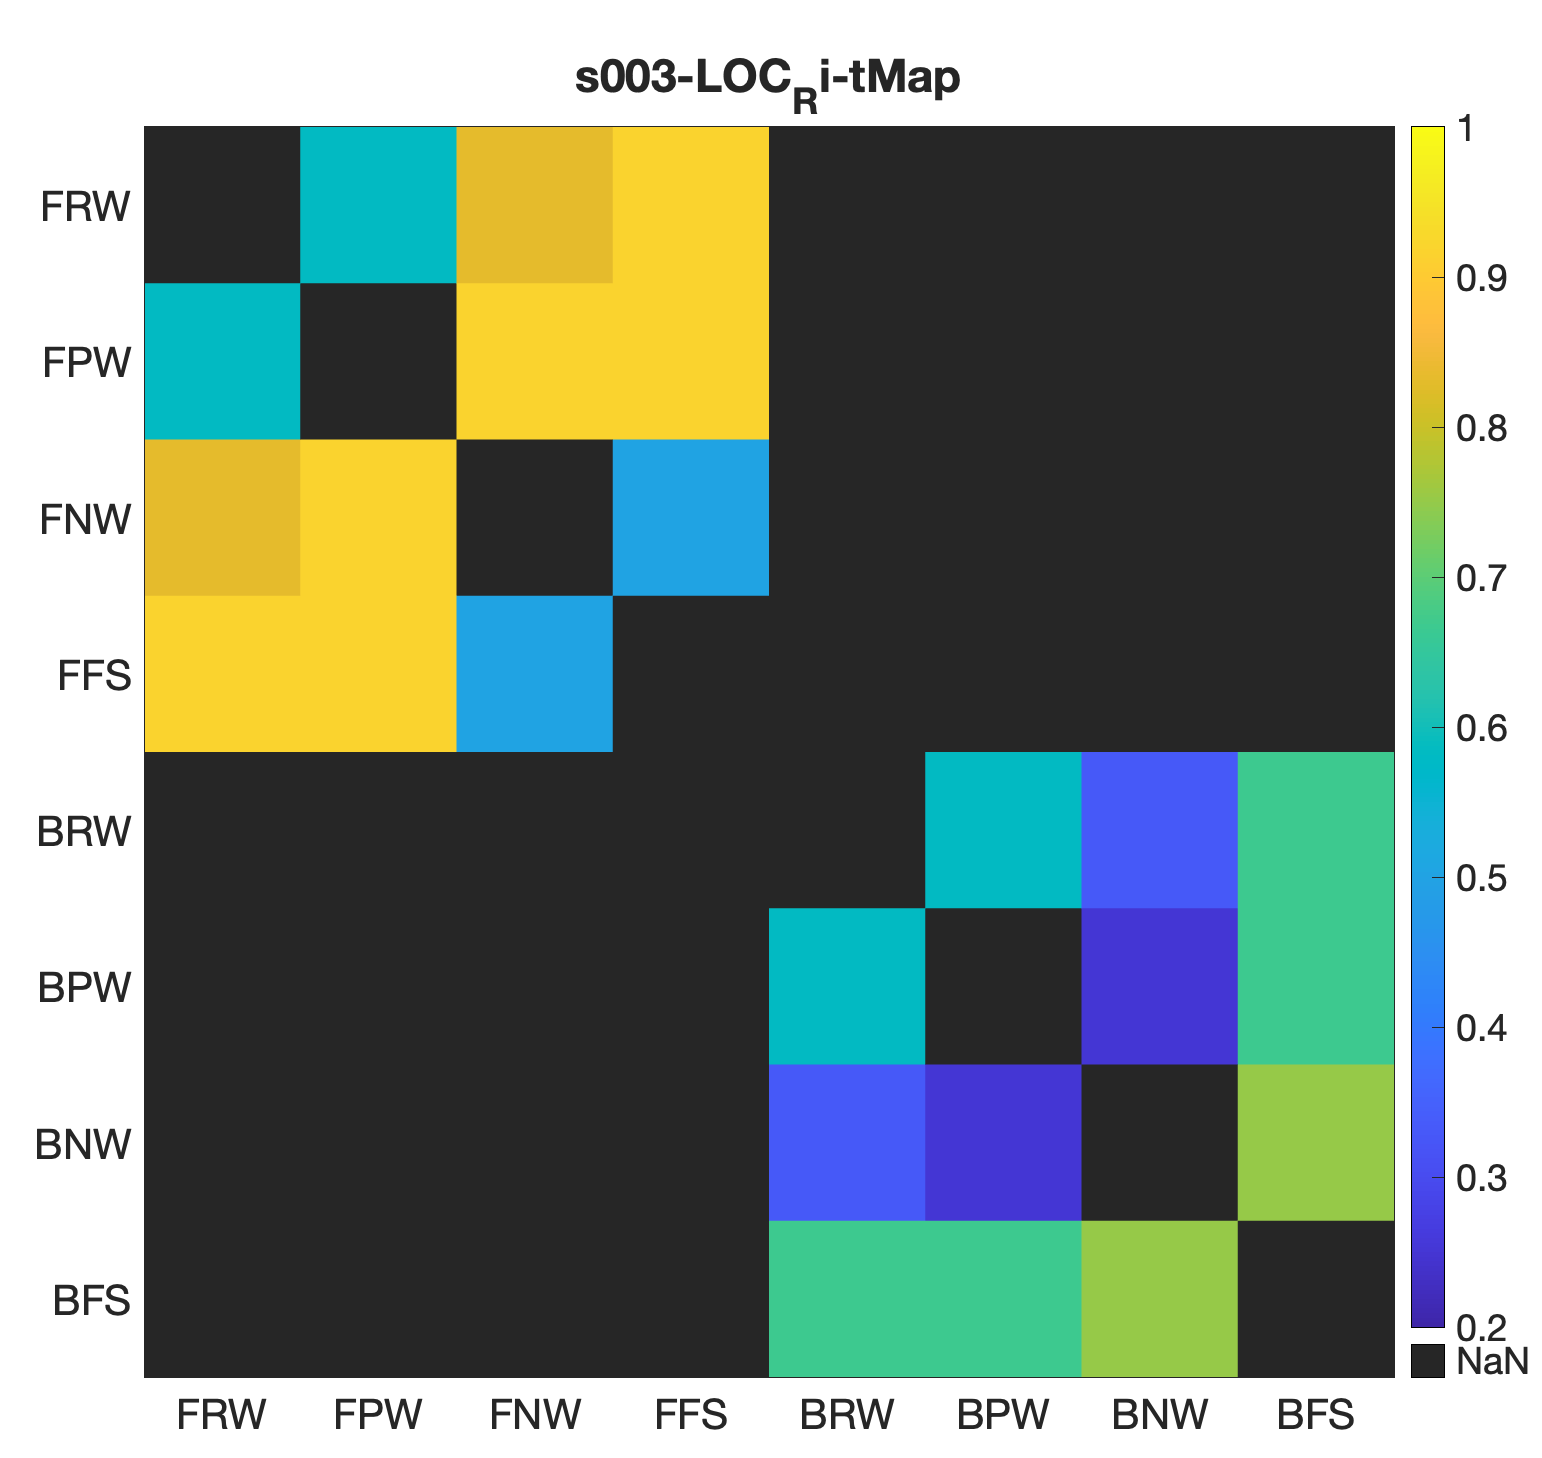 s003-LOCRi-tMap
FRW
FPW
FNW
FFS
BRW
BPW
BNW
BFS
FRW FPW FNW FFS BRW BPW BNW BFS
1
0.9
0.8
0.7
0.6
0.5
0.4
0.3
0.2
NaN